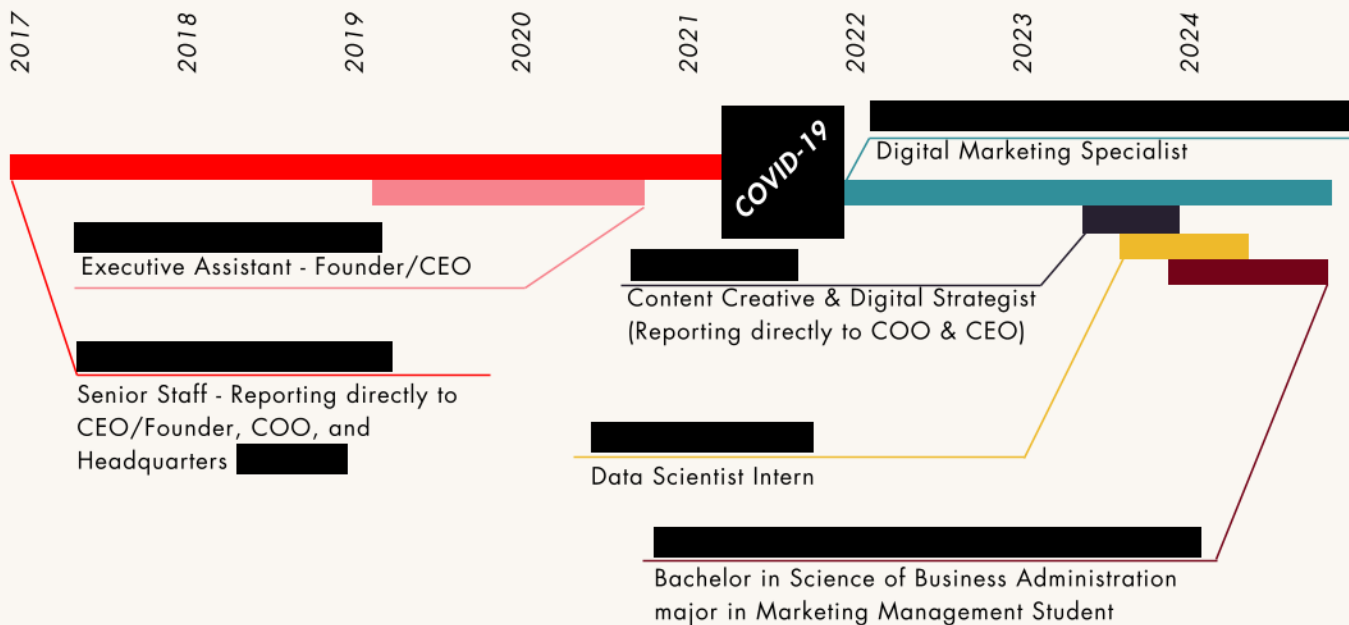 2017
2018
2019
2020
2021
2022
2023
2024
COVID-19
Digital Marketing Specialist
Executive Assistant - Founder/CEO
Content Creative & Digital Strategist
(Reporting directly to COO & CEO)
Senior Staff - Reporting directly to
CEO/Founder, COO, and
Headquarters
Data Scientist Intern
Bachelor in Science of Business Administration
major in Marketing Management Student